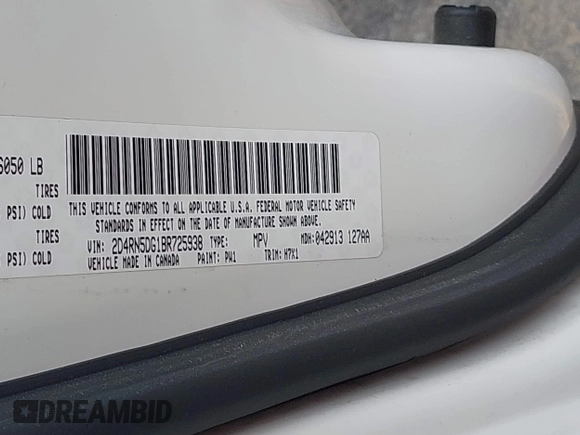 6050 LB
TIRES
PSI) COLD
THIS VEHICLE CONFORMS TO ALL APPLICABLE U.S.A. FEDERAL MOTOR VEHICLE SAFETY
STANDARDS IN EFFECT ON THE DATE OF MANUFACTURE SHOWN ABOVE.
TIRES
VIN: 2D4RN5DG1BR725938 TYPE: MPV MDH: 042913 127AA
PSI) COLD
VEHICLE MADE IN CANADA PAINT: PW1 TRIM: H7X1
DREAMBID